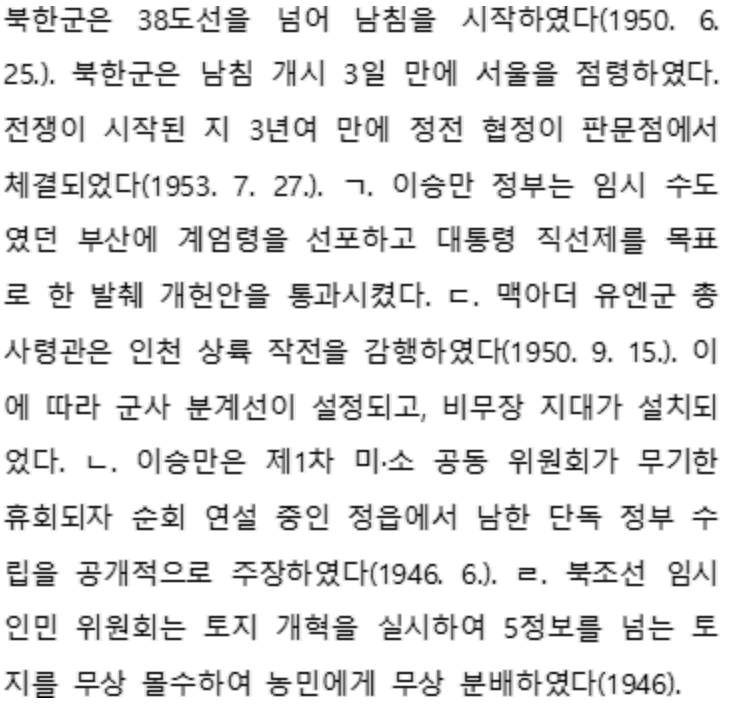 북한군은 38도선을 넘어 남침을 시작하였다(1950. 6.
25.). 북한군은 남침 개시 3일 만에 서울을 점령하였다.
전쟁이 시작된 지 3년여 만에 정전 협정이 판문점에서
체결되었다(1953. 7. 27.). ㄱ. 이승만 정부는 임시 수도
였던 부산에 계엄령을 선포하고 대통령 직선제를 목표
로 한 발췌 개헌안을 통과시켰다. ㄷ. 맥아더 유엔군 총
사령관은 인천 상륙 작전을 감행하였다(1950. 9. 15.). 이
에 따라 군사 분계선이 설정되고, 비무장 지대가 설치되
었다. ㄴ. 이승만은 제1차 미·소 공동 위원회가 무기한
휴회되자 순회 연설 중인 정읍에서 남한 단독 정부 수
립을 공개적으로 주장하였다(1946. 6.). ㄹ. 북조선 임시
인민 위원회는 토지 개혁을 실시하여 5정보를 넘는 토
지를 무상 몰수하여 농민에게 무상 분배하였다(1946).